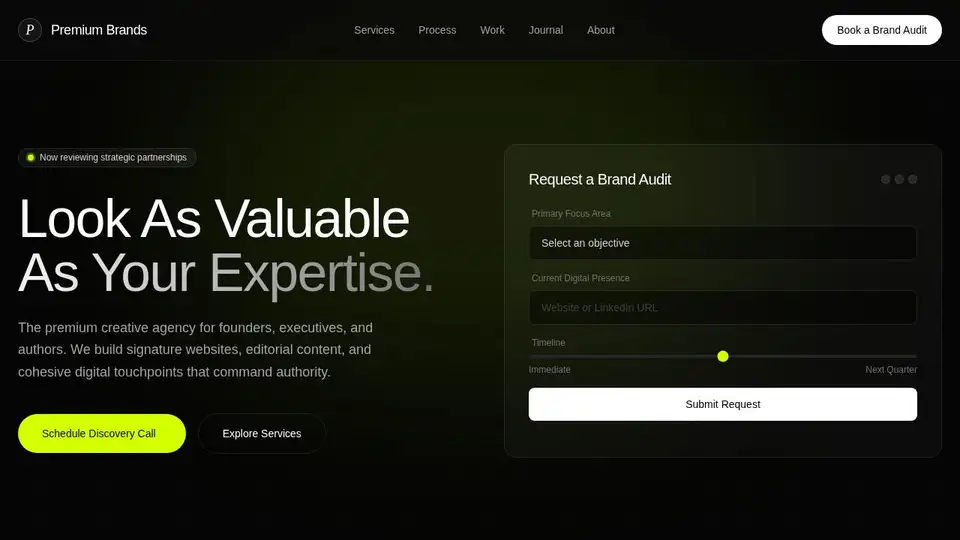 P Premium Brands
Services Process Work Journal About
Book a Brand Audit
Now reviewing strategic partnerships
Look As Valuable
As Your Expertise.
The premium creative agency for founders, executives, and
authors. We build signature websites, editorial content, and
cohesive digital touchpoints that command authority.
Schedule Discovery Call
Explore Services
Request a Brand Audit
Primary Focus Area
Select an objective
Current Digital Presence
Website or LinkedIn URL
Timeline
Immediate Next Quarter
Submit Request